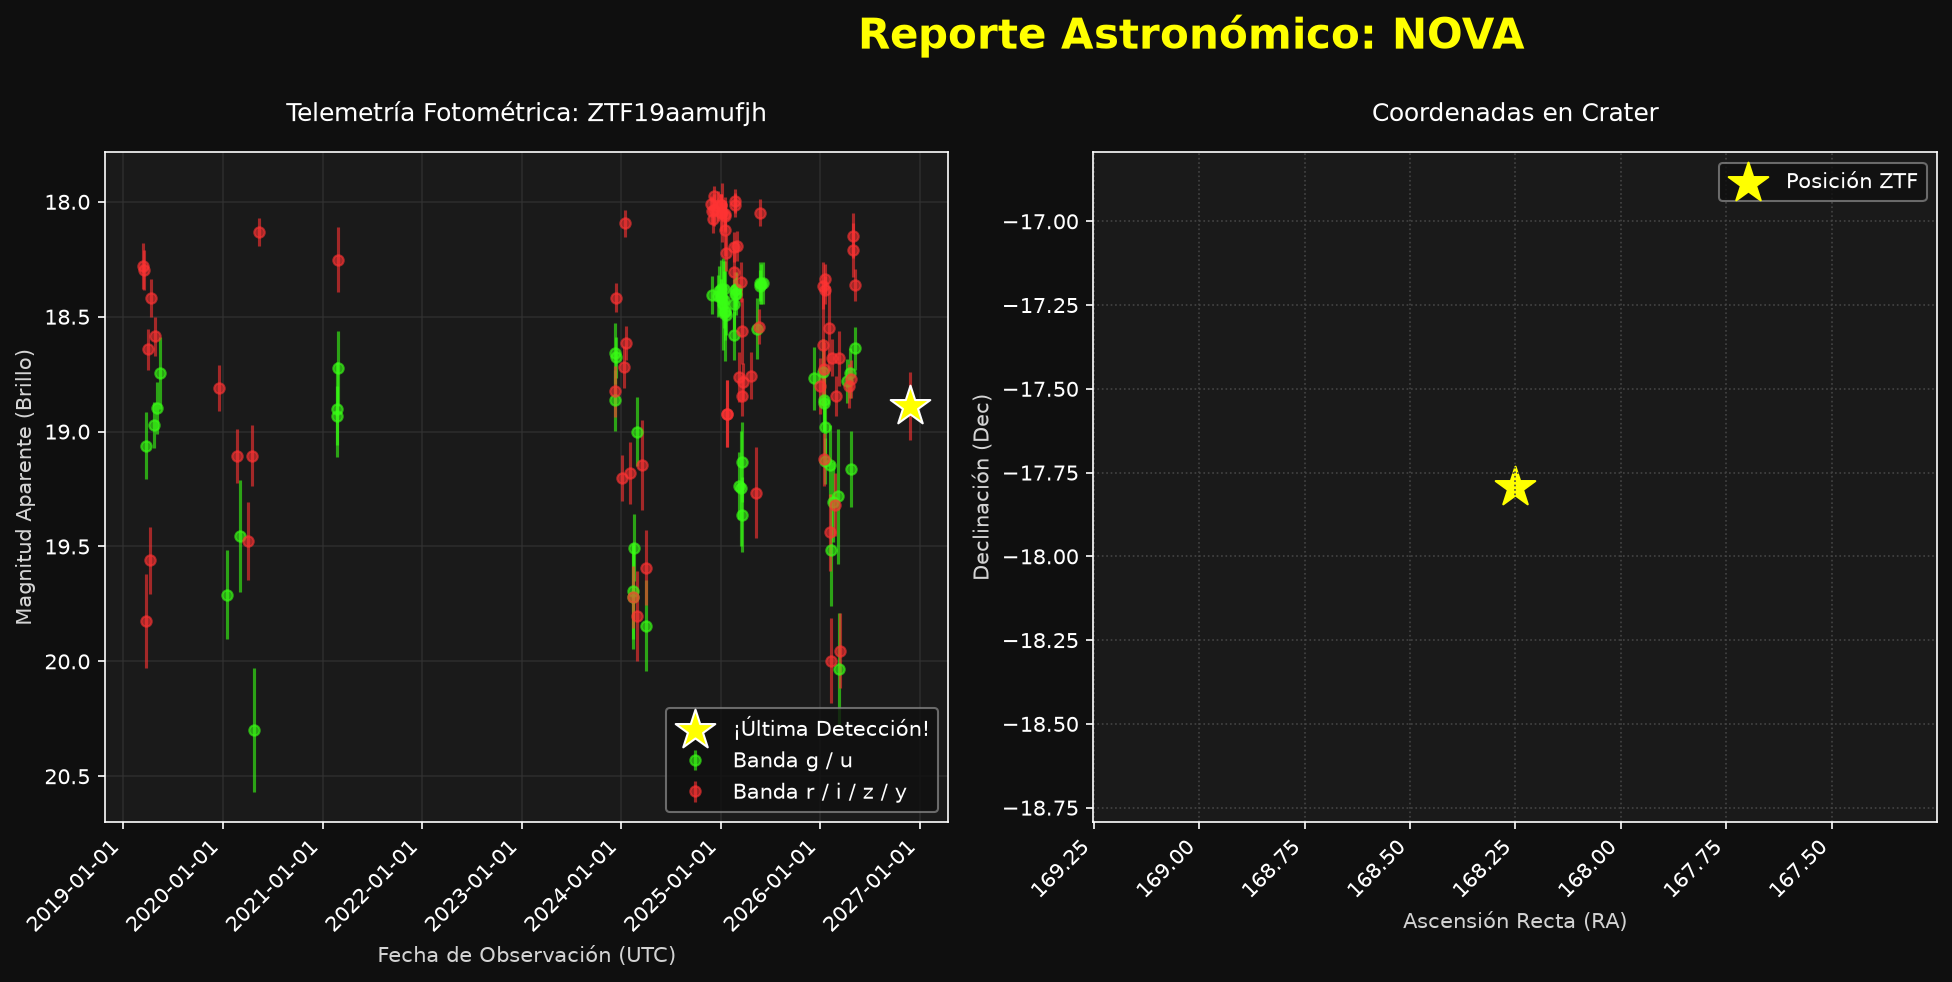 Reporte Astronómico: NOVA
Telemetría Fotométrica: ZTF19aamufjh
Magnitud Aparente (Brillo)
18.0
18.5
19.0
19.5
20.0
20.5
¡Última Detección!
Banda g / u
Banda r / i / z / y
2019-01-01
2020-01-01
2021-01-01
2022-01-01
2023-01-01
2024-01-01
2025-01-01
2026-01-01
2027-01-01
Fecha de Observación (UTC)
Coordenadas en Crater
Posición ZTF
Declinación (Dec)
−17.00
−17.25
−17.50
−17.75
−18.00
−18.25
−18.50
−18.75
169.25
169.00
168.75
168.50
168.25
168.00
167.75
167.50
Ascensión Recta (RA)